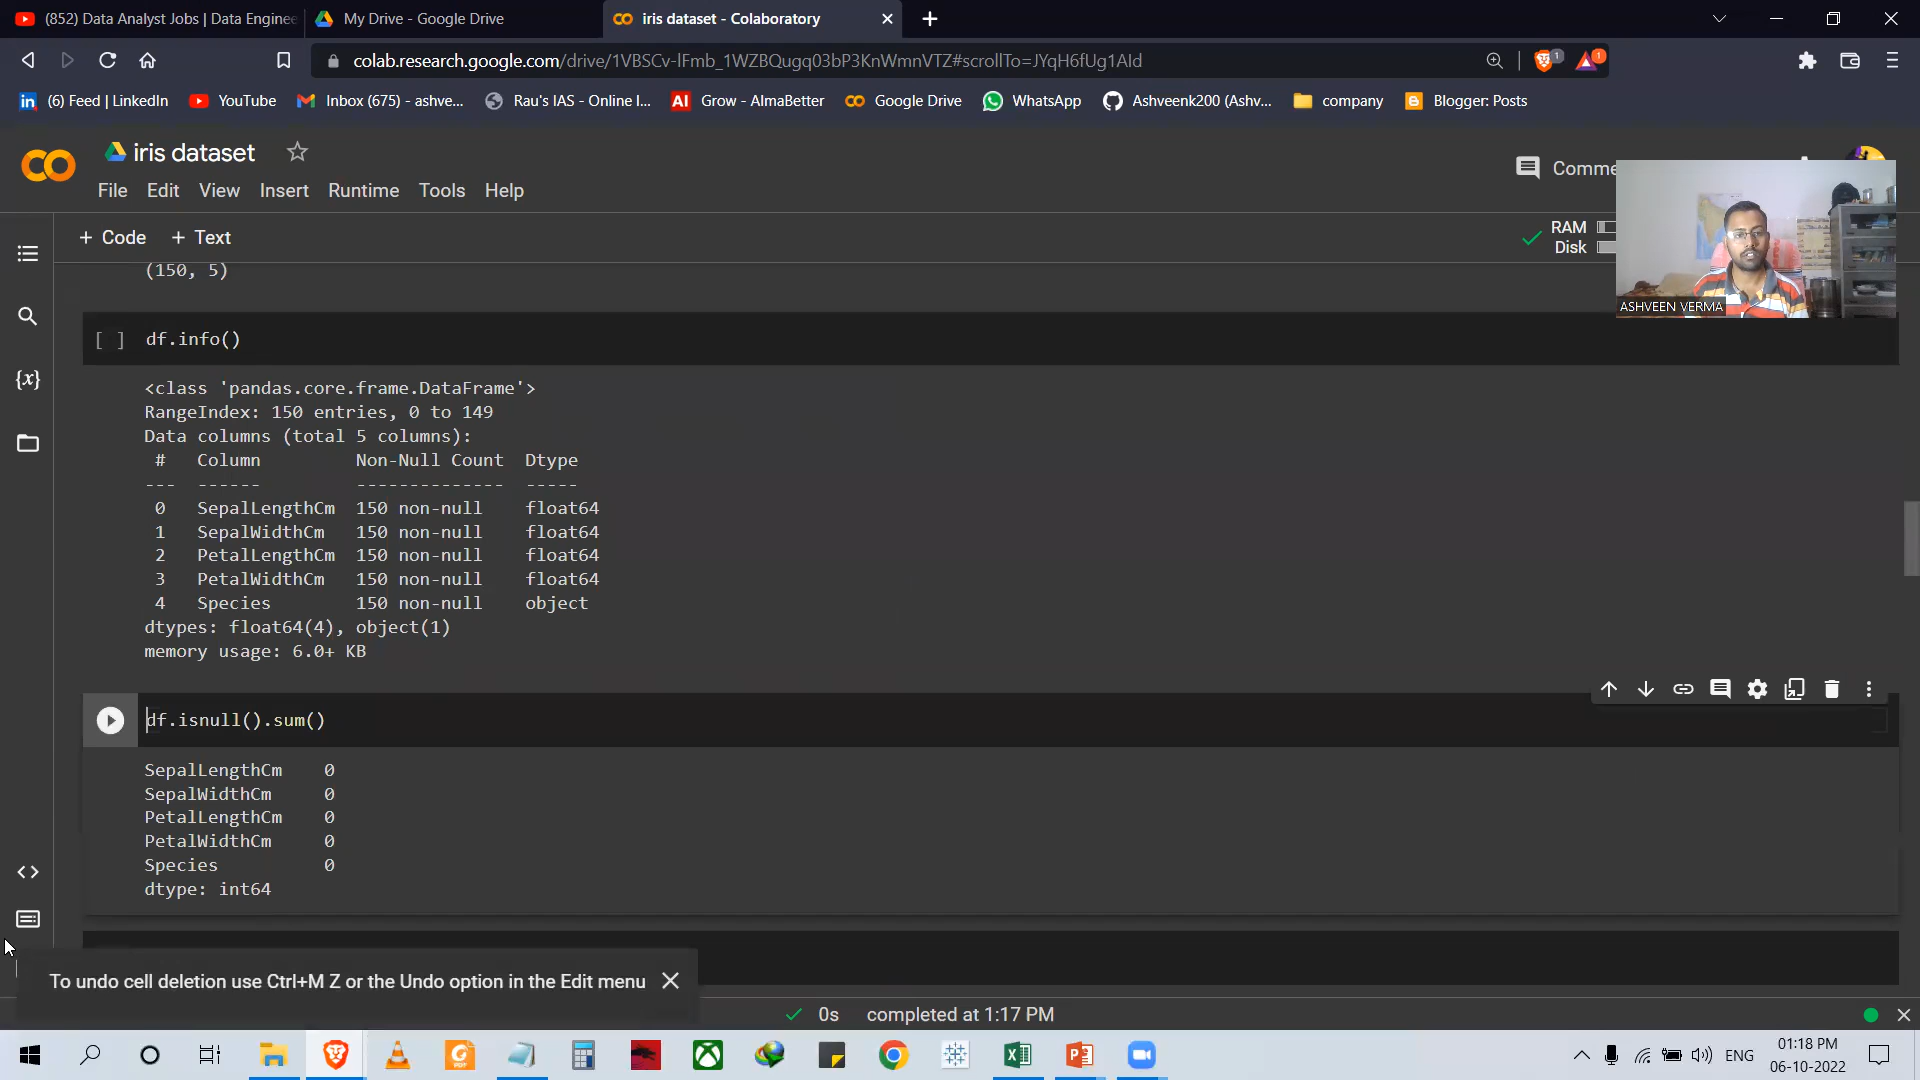 (852) Data Analyst Jobs | Data Enginee
My Drive - Google Drive
iris dataset - Colaboratory
colab.research.google.com/drive/1VBSCv-lFmb_1WZBQugq03bP3KnWmnVTZ#scrollTo=JYqH6fUg1AId
1
1
(6) Feed | LinkedIn
YouTube
Inbox (675) - ashve...
Rau's IAS - Online I...
AI
Grow - AlmaBetter
Google Drive
WhatsApp
Ashveenk200 (Ashv...
company
Blogger: Posts
iris dataset
Comme
File Edit View Insert Runtime Tools Help
+ Code + Text
RAM
Disk
ASHVEEN VERMA
(150, 5)
[ ] df.info()
<class 'pandas.core.frame.DataFrame'>
RangeIndex: 150 entries, 0 to 149
Data columns (total 5 columns):
# Column Non-Null Count Dtype
--- ------ -------------- -----
0 SepalLengthCm 150 non-null float64
1 SepalWidthCm 150 non-null float64
2 PetalLengthCm 150 non-null float64
3 PetalWidthCm 150 non-null float64
4 Species 150 non-null object
dtypes: float64(4), object(1)
memory usage: 6.0+ KB
df.isnull().sum()
SepalLengthCm 0
SepalWidthCm 0
PetalLengthCm 0
PetalWidthCm 0
Species 0
dtype: int64
To undo cell deletion use Ctrl+M Z or the Undo option in the Edit menu
0s completed at 1:17 PM
ENG
01:18 PM
06-10-2022